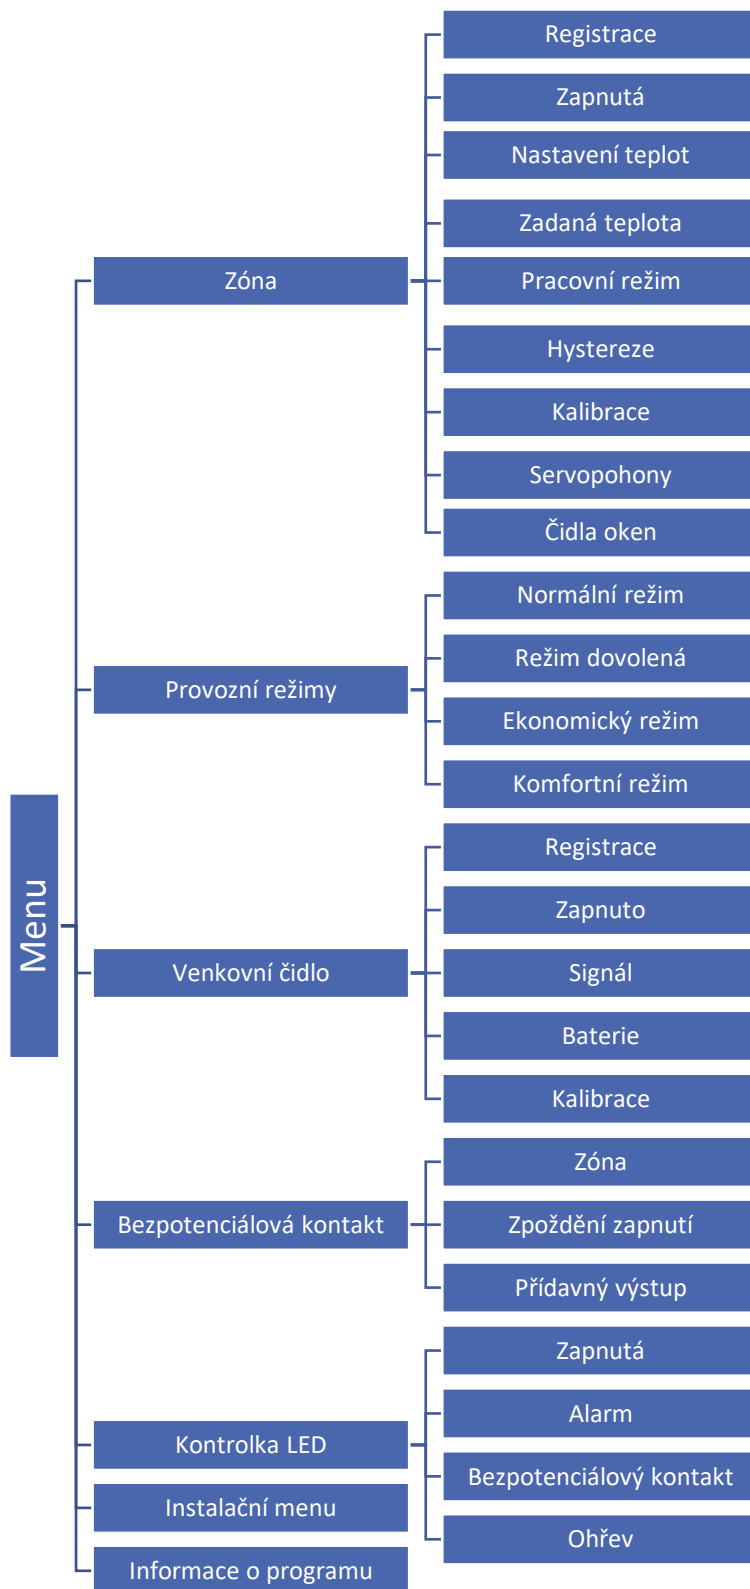 Menu
Zóna
Registrace
Zapnutá
Nastavení teplot
Zadaná teplota
Pracovní režim
Hystereze
Kalibrace
Servopohony
Čidla oken
Provozní režimy
Normální režim
Režim dovolená
Ekonomický režim
Komfortní režim
Venkovní čidlo
Registrace
Zapnuto
Signál
Baterie
Kalibrace
Bezpotenciálová kontakt
Zóna
Zpoždění zapnutí
Přídavný výstup
Kontrolka LED
Zapnutá
Alarm
Bezpotenciálový kontakt
Ohřev
Instalační menu
Informace o programu